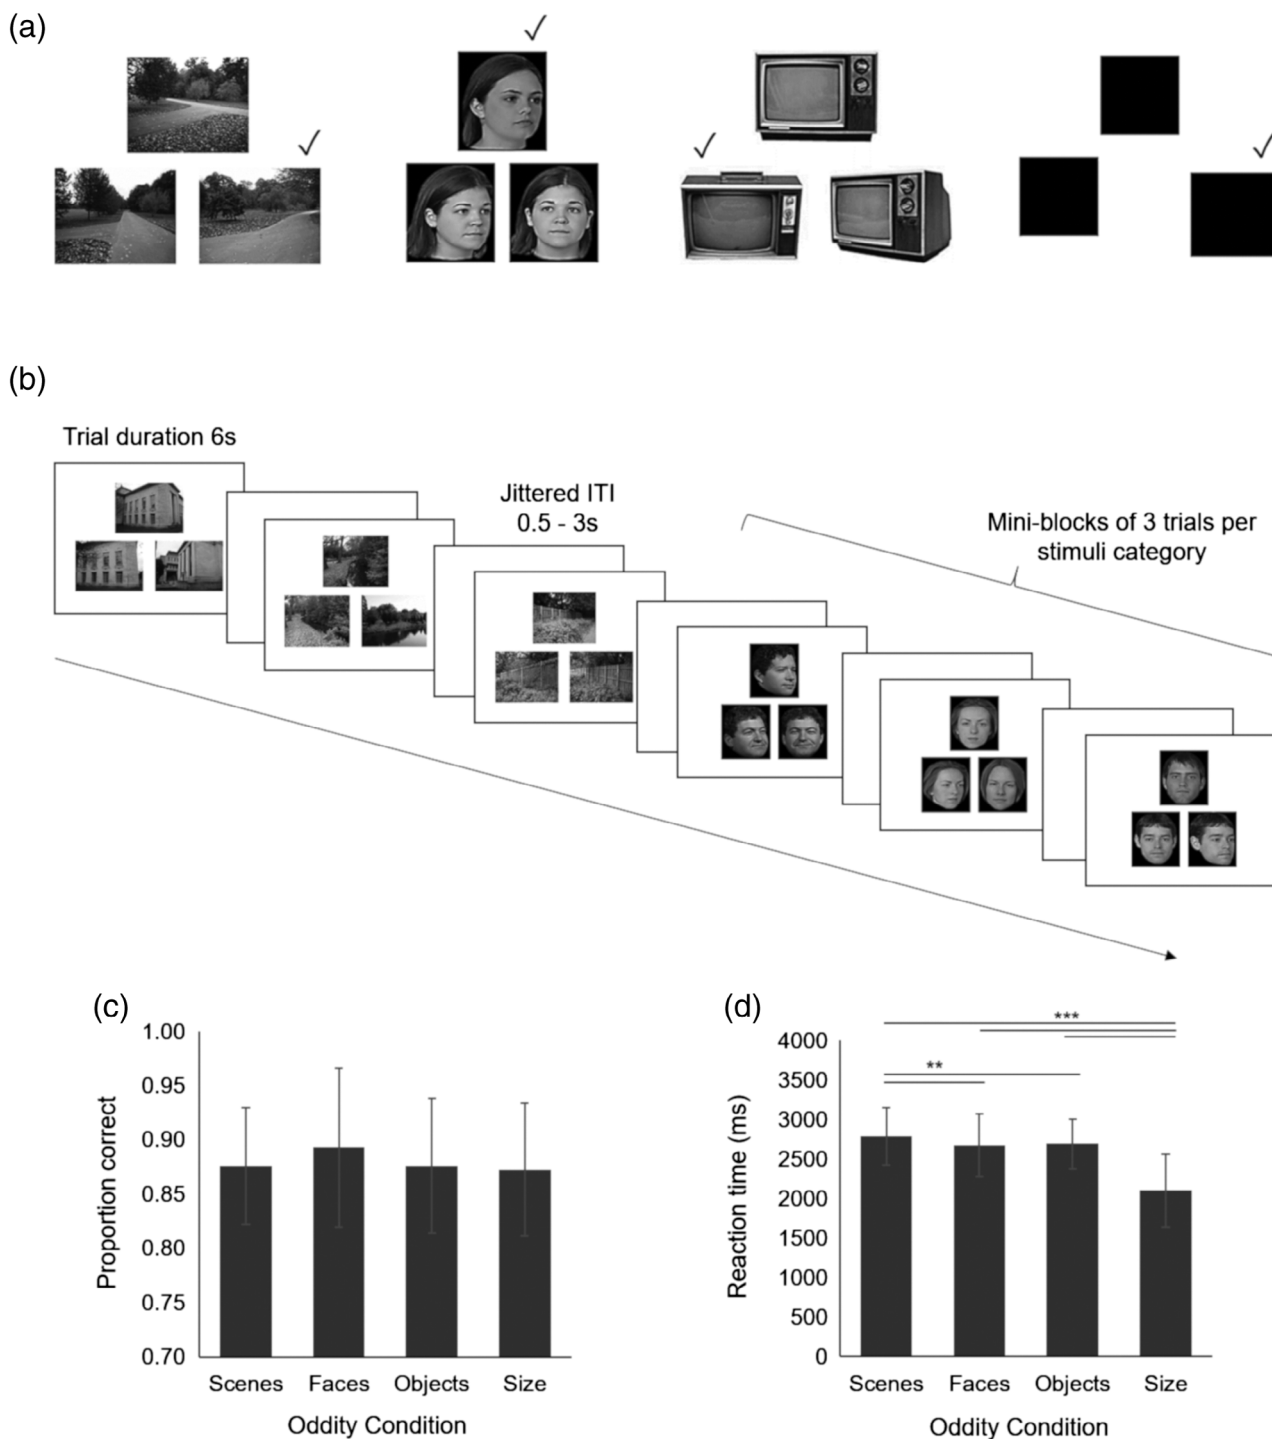 (a)
(b)
Trial duration 6s
Jittered ITI
0.5 - 3s
Mini-blocks of 3 trials per
stimuli category
(c)
1.00
0.95
0.90
0.85
0.80
0.75
0.70
Proportion correct
Scenes Faces Objects Size
Oddity Condition
(d)
***
**
4000
3500
3000
2500
2000
1500
1000
500
0
Reaction time (ms)
Scenes Faces Objects Size
Oddity Condition